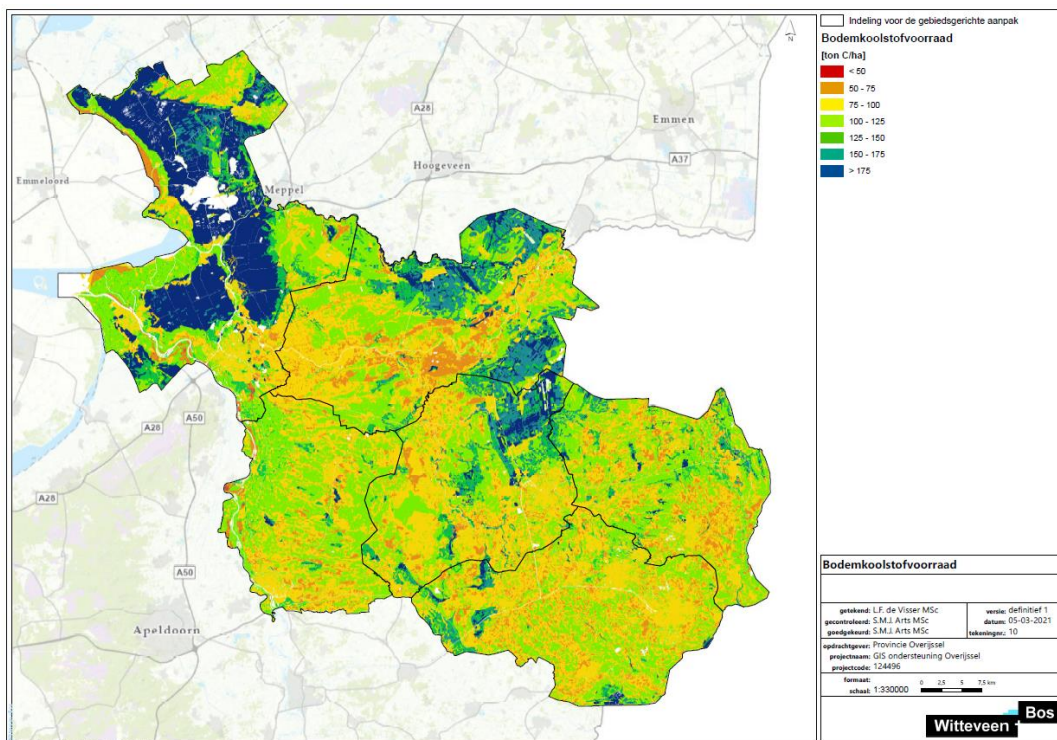 Indeling voor de gebiedsgerichte aanpak
Bodemkoolstofvoorraad
[ton C/ha]
< 50
50 - 75
75 - 100
100 - 125
125 - 150
150 - 175
> 175
N
A28
Emmen
Hoogeveen
A37
Emmeloord
Meppel
A50
A28
A28
A50
Apeldoorn
Bodemkoolstofvoorraad
getekend: L.F. de Visser MSc
versie: definitief 1
gecontroleerd: S.M.J. Arts MSc
datum: 05-03-2021
goedgekeurd: S.M.J. Arts MSc
tekeningnr.: 10
opdrachtgever: Provincie Overijssel
projectnaam: GIS ondersteuning Overijssel
projectcode: 124496
formaat:
schaal: 1:330000
0 2,5 5 7,5 km
Witteveen + Bos